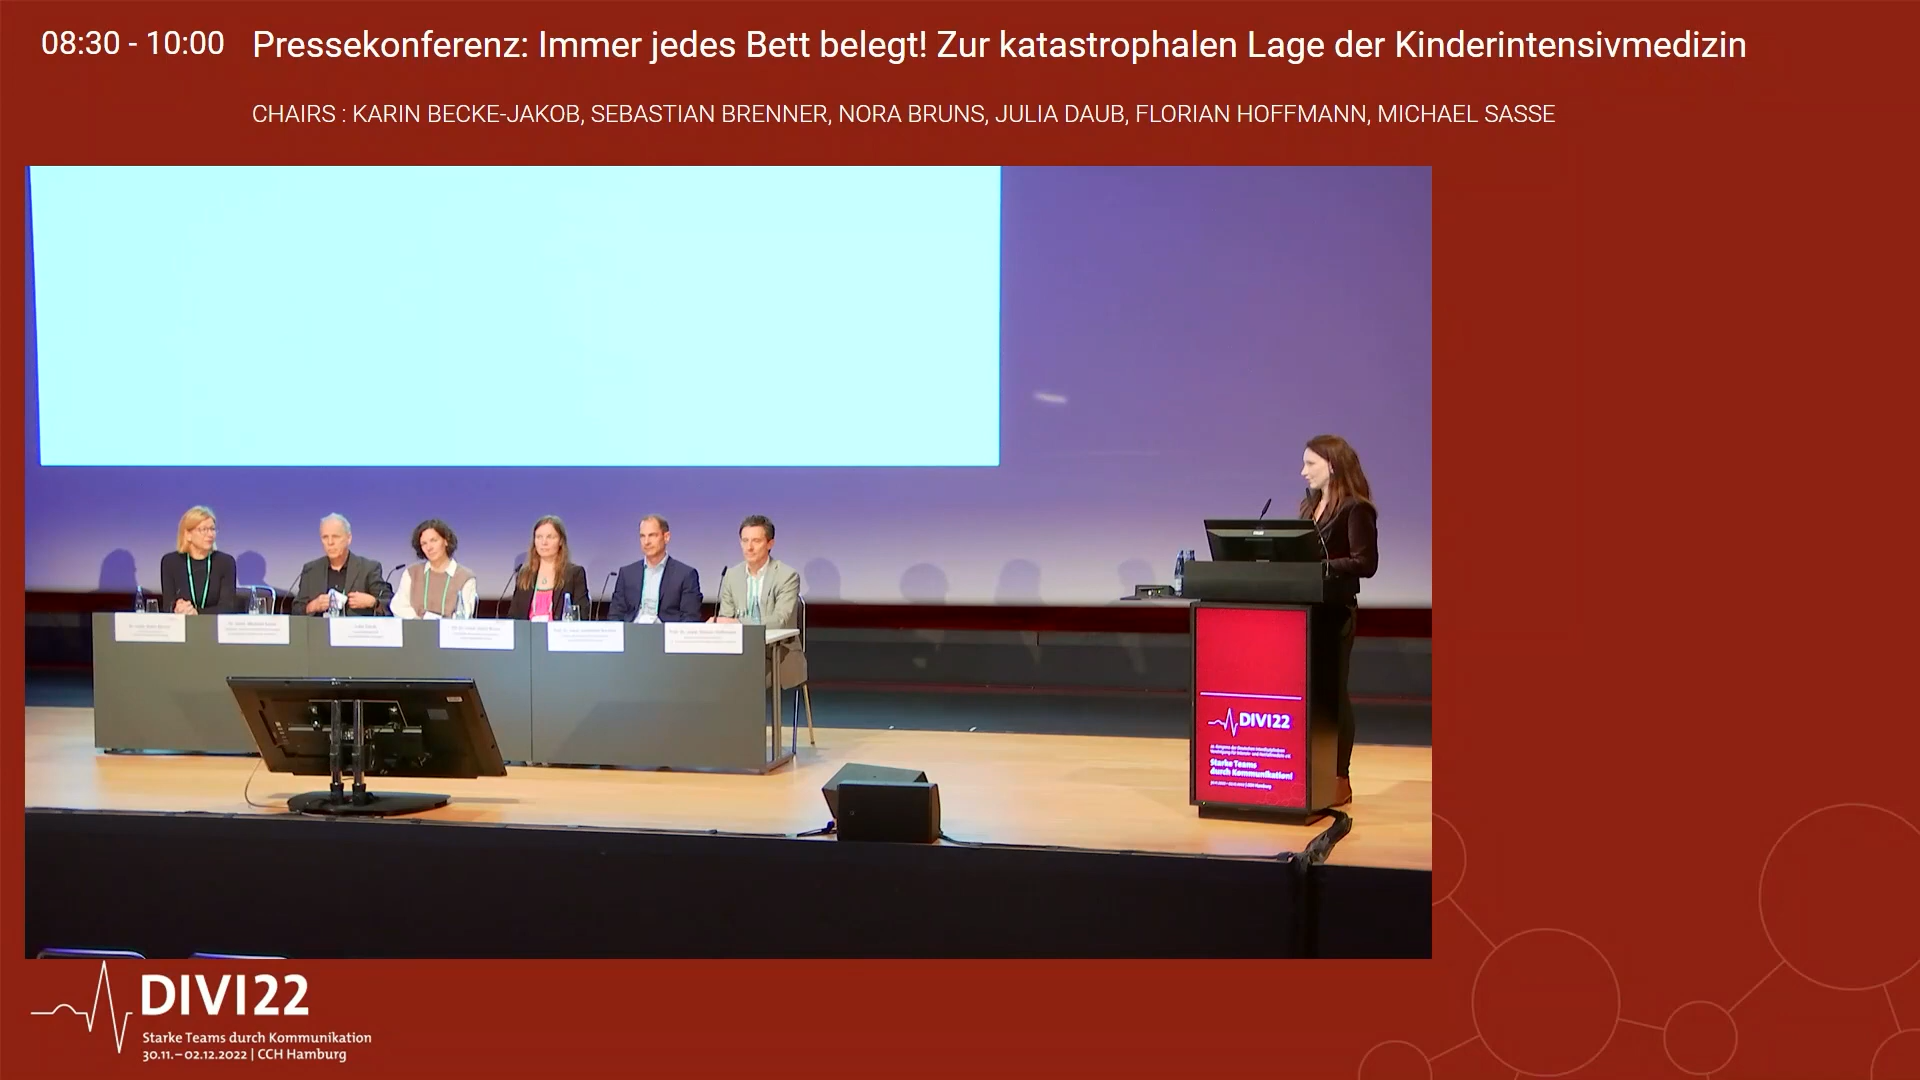 08:30 - 10:00 Pressekonferenz: Immer jedes Bett belegt! Zur katastrophalen Lage der Kinderintensivmedizin
CHAIRS : KARIN BECKE-JAKOB, SEBASTIAN BRENNER, NORA BRUNS, JULIA DAUB, FLORIAN HOFFMANN, MICHAEL SASSE
DIVI22
Starke Teams
durch Kommunikation!
DIVI22
Starke Teams durch Kommunikation
30.11.–02.12.2022 | CCH Hamburg